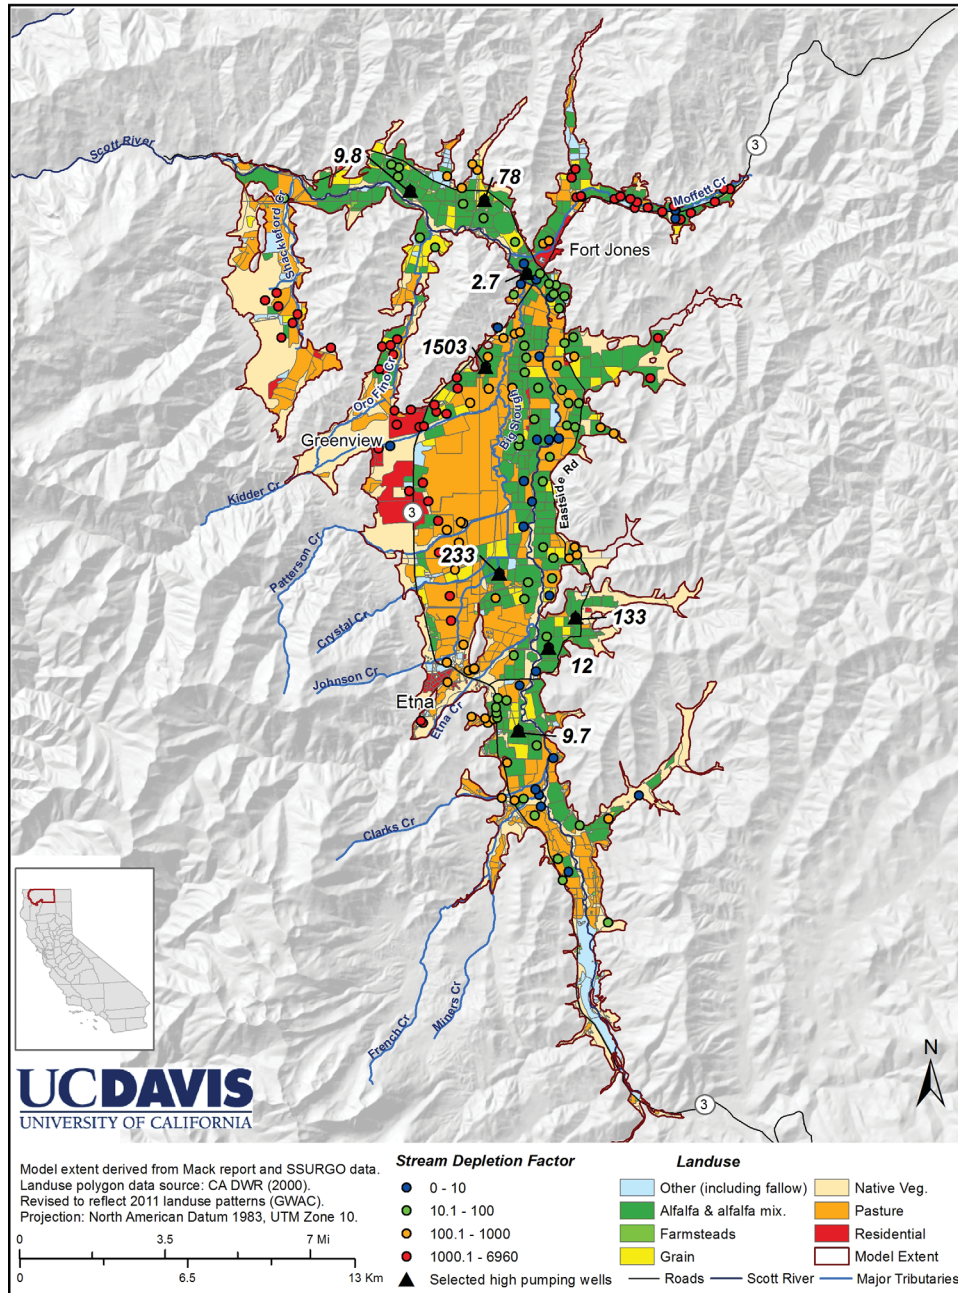 Scott River
9.8
78
3
Moffett Cr
Shackleford Cr
Fort Jones
2.7
1503
Oro Fino Cr
Big Slough
Greenview
Kidder Cr
Eastside Rd
3
Patterson Cr
233
Crystal Cr
133
12
Johnson Cr
Etna
Etna Cr
9.7
Clarks Cr
French Cr
Miners Cr
N
3
UCDAVIS
UNIVERSITY OF CALIFORNIA
Model extent derived from Mack report and SSURGO data.
Landuse polygon data source: CA DWR (2000).
Revised to reflect 2011 landuse patterns (GWAC).
Projection: North American Datum 1983, UTM Zone 10.
0 3.5 7 Mi
0 6.5 13 Km
Stream Depletion Factor
0 - 10
10.1 - 100
100.1 - 1000
1000.1 - 6960
Selected high pumping wells
Landuse
Other (including fallow)
Alfalfa & alfalfa mix.
Farmsteads
Grain
Native Veg.
Pasture
Residential
Model Extent
Roads
Scott River
Major Tributaries